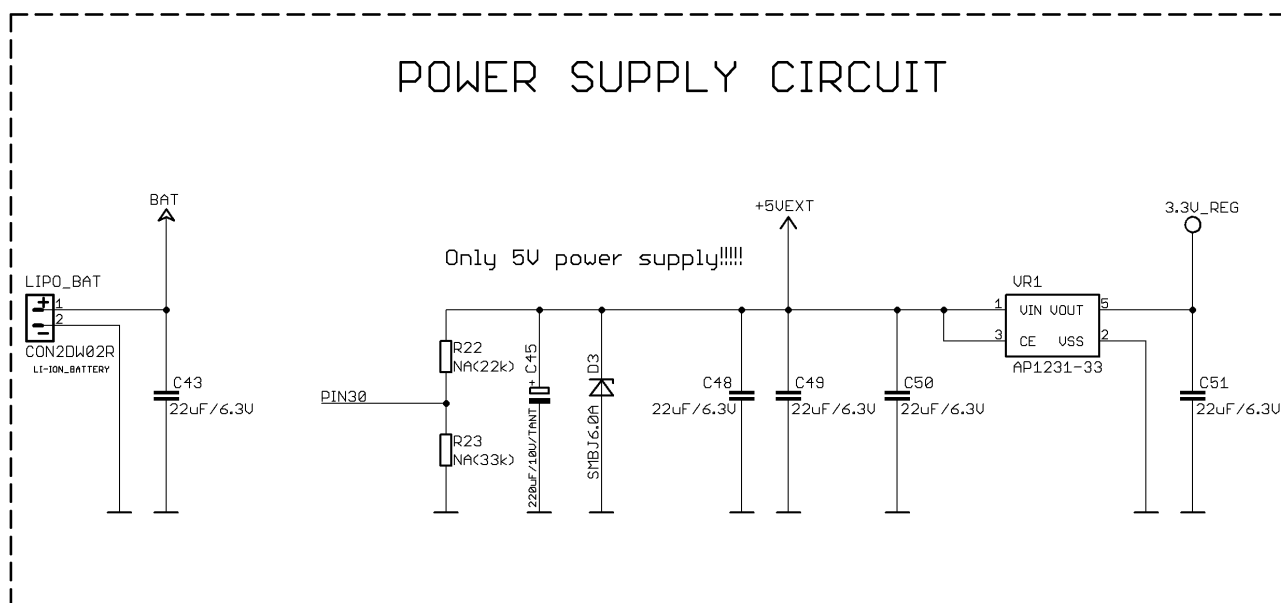 POWER SUPPLY CIRCUIT
BAT
LIPO_BAT
+
1
2
-
CON2DW02R
LI-ION_BATTERY
C43
22uF/6.3V
Only 5V power supply!!!!!
PIN30
R22
NA(22k)
R23
NA(33k)
C45
+
220uF/10V/TANT
D3
SMBJ6.0A
+5VEXT
C48
22uF/6.3V
C49
22uF/6.3V
C50
22uF/6.3V
VR1
1 VIN VOUT 5
3 CE VSS 2
AP1231-33
3.3V_REG
C51
22uF/6.3V